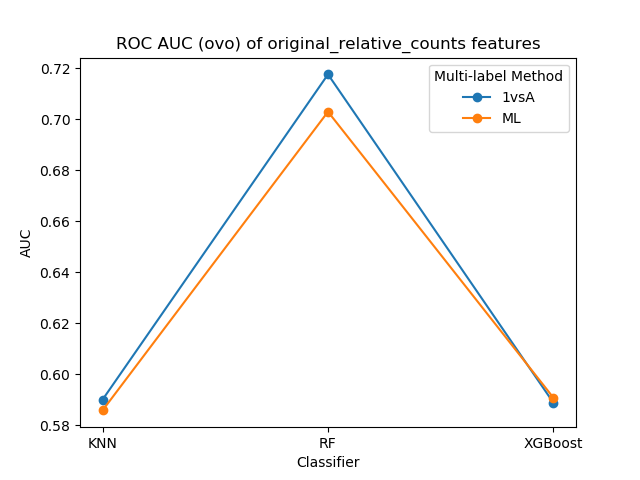 ROC AUC (ovo) of original_relative_counts features
Multi-label Method
1vsA
ML
AUC
0.72
0.70
0.68
0.66
0.64
0.62
0.60
0.58
KNN
RF
XGBoost
Classifier